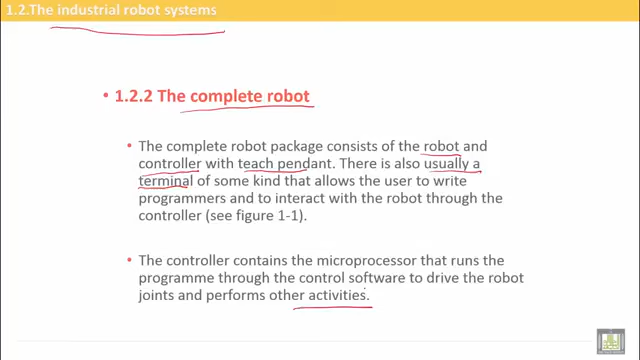 1.2.The industrial robot systems
• 1.2.2 The complete robot
• The complete robot package consists of the robot and
controller with teach pendant. There is also usually a
terminal of some kind that allows the user to write
programmers and to interact with the robot through the
controller (see figure 1-1).
• The controller contains the microprocessor that runs the
programme through the control software to drive the robot
joints and performs other activities.